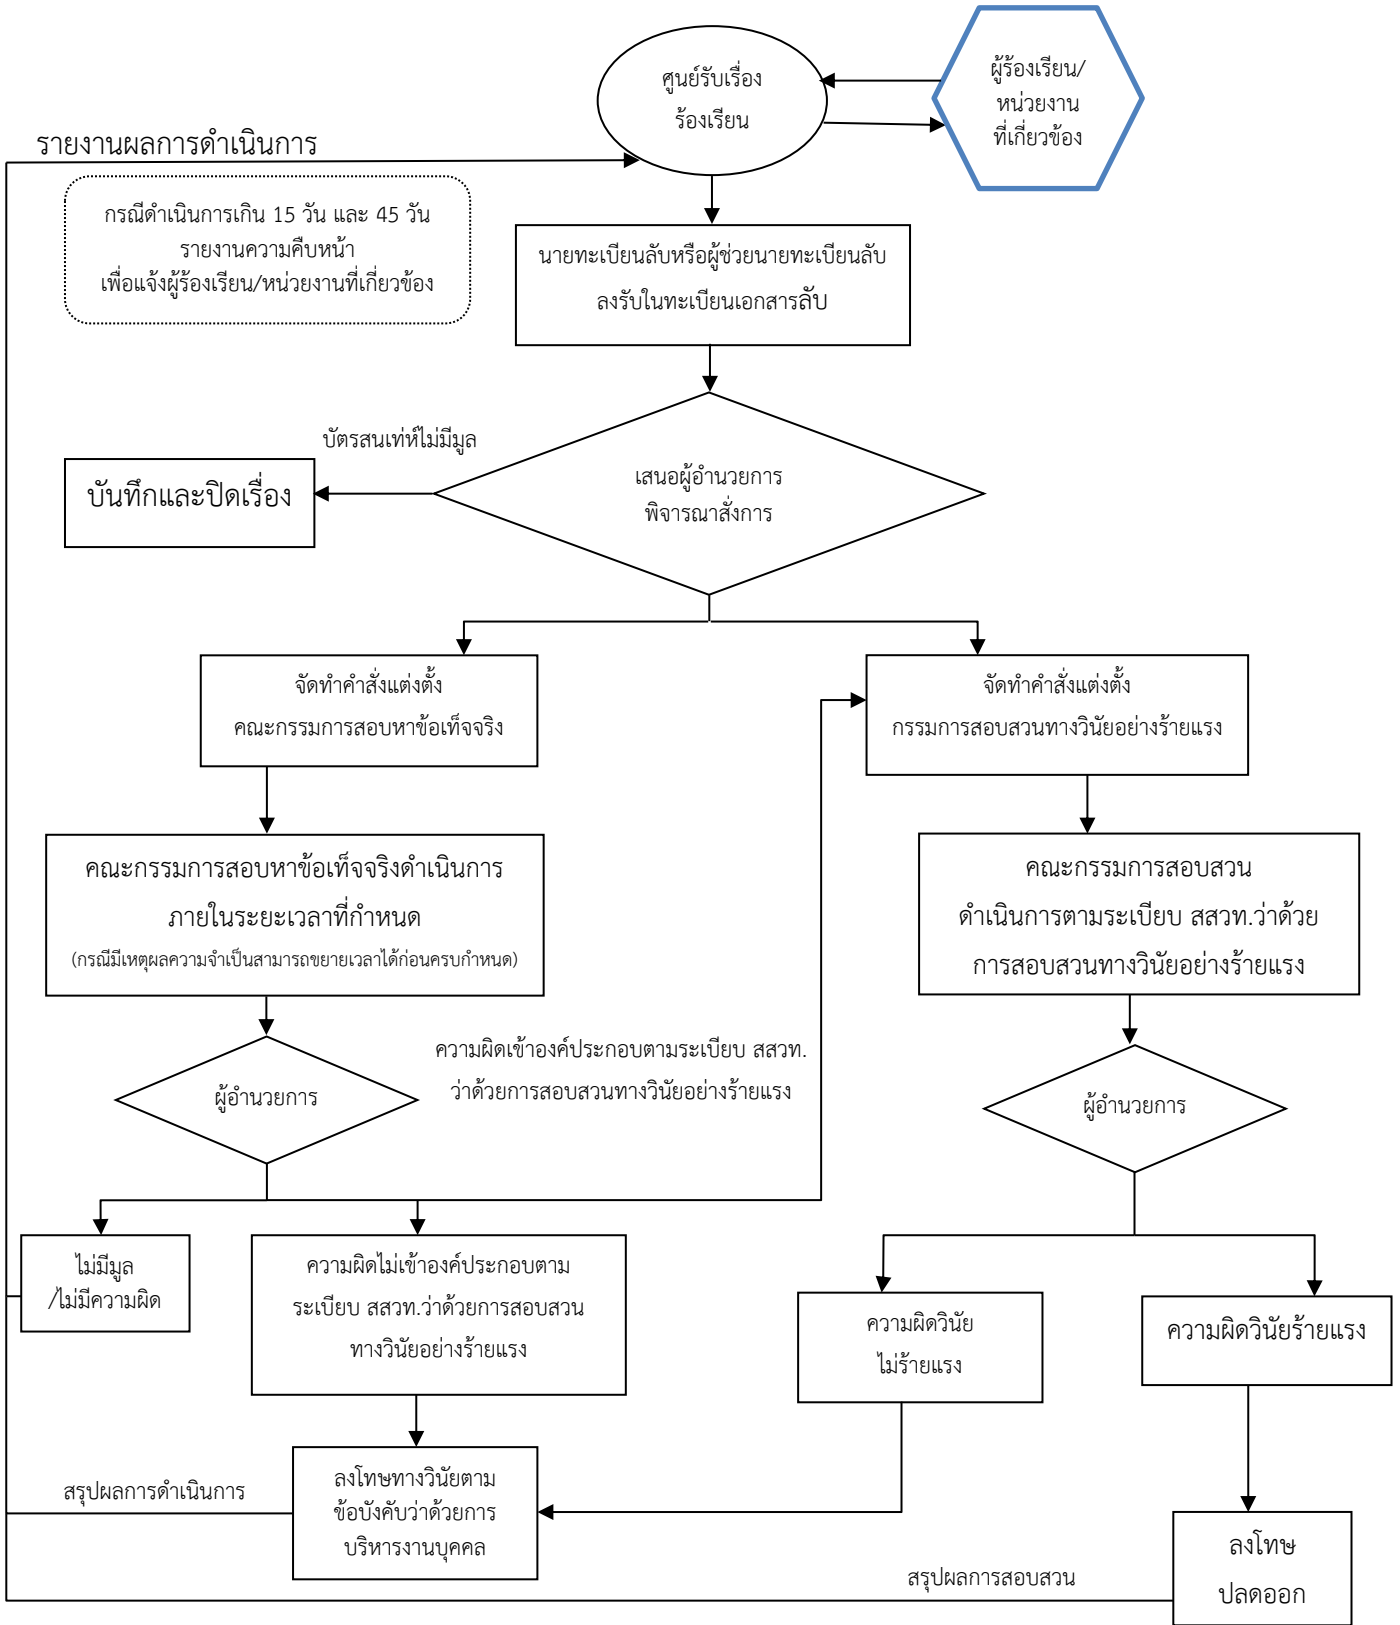 ศูนย์รับเรื่อง
ร้องเรียน
ผู้ร้องเรียน/
หน่วยงาน
ที่เกี่ยวข้อง
รายงานผลการดำเนินการ
กรณีดำเนินการเกิน 15 วัน และ 45 วัน
รายงานความคืบหน้า
เพื่อแจ้งผู้ร้องเรียน/หน่วยงานที่เกี่ยวข้อง
นายทะเบียนลับหรือผู้ช่วยนายทะเบียนลับ
ลงรับในทะเบียนเอกสารลับ
บัตรสนเท่ห์ไม่มีมูล
บันทึกและปิดเรื่อง
เสนอผู้อำนวยการ
พิจารณาสั่งการ
จัดทำคำสั่งแต่งตั้ง
คณะกรรมการสอบหาข้อเท็จจริง
จัดทำคำสั่งแต่งตั้ง
กรรมการสอบสวนทางวินัยอย่างร้ายแรง
คณะกรรมการสอบหาข้อเท็จจริงดำเนินการ
ภายในระยะเวลาที่กำหนด
(กรณีมีเหตุผลความจำเป็นสามารถขยายเวลาได้ก่อนครบกำหนด)
คณะกรรมการสอบสวน
ดำเนินการตามระเบียบ สสวท.ว่าด้วย
การสอบสวนทางวินัยอย่างร้ายแรง
ความผิดเข้าองค์ประกอบตามระเบียบ สสวท.
ว่าด้วยการสอบสวนทางวินัยอย่างร้ายแรง
ผู้อำนวยการ
ผู้อำนวยการ
ไม่มีมูล
/ไม่มีความผิด
ความผิดไม่เข้าองค์ประกอบตาม
ระเบียบ สสวท.ว่าด้วยการสอบสวน
ทางวินัยอย่างร้ายแรง
ความผิดวินัย
ไม่ร้ายแรง
ความผิดวินัยร้ายแรง
สรุปผลการดำเนินการ
ลงโทษทางวินัยตาม
ข้อบังคับว่าด้วยการ
บริหารงานบุคคล
สรุปผลการสอบสวน
ลงโทษ
ปลดออก